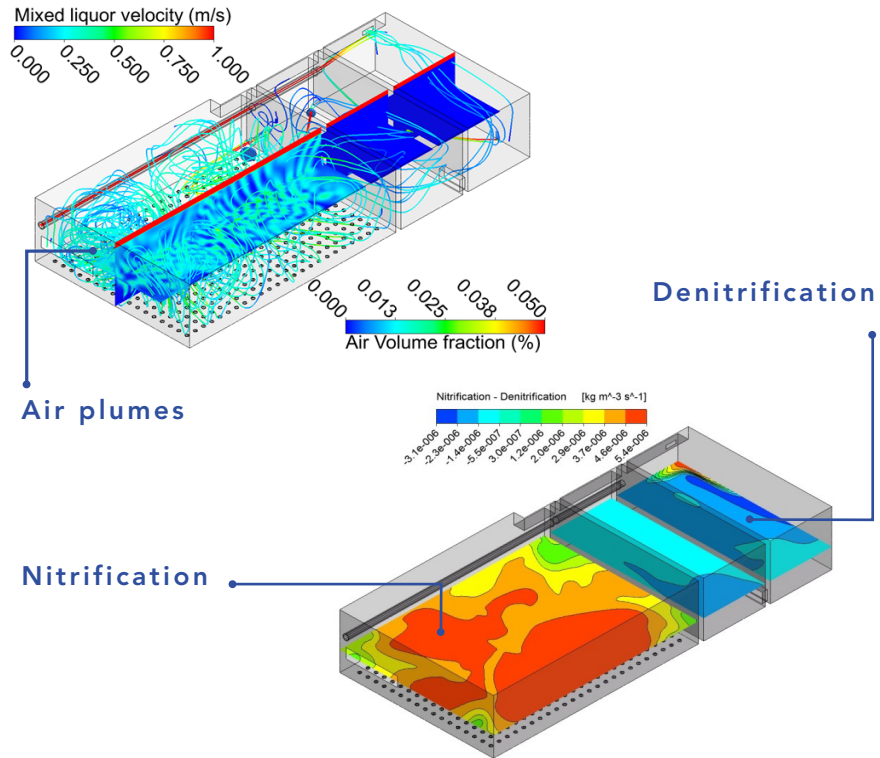 Mixed liquor velocity (m/s)
0.000 0.250 0.500 0.750 1.000
0.000 0.013 0.025 0.038 0.050
Air Volume fraction (%)
Denitrification
Air plumes
Nitrification - Denitrification [kg m^-3 s^-1]
-3.1e-006 -2.3e-006 -1.4e-006 -5.5e-007 3.0e-007 1.2e-006 2.0e-006 2.9e-006 3.7e-006 4.6e-006 5.4e-006
Nitrification